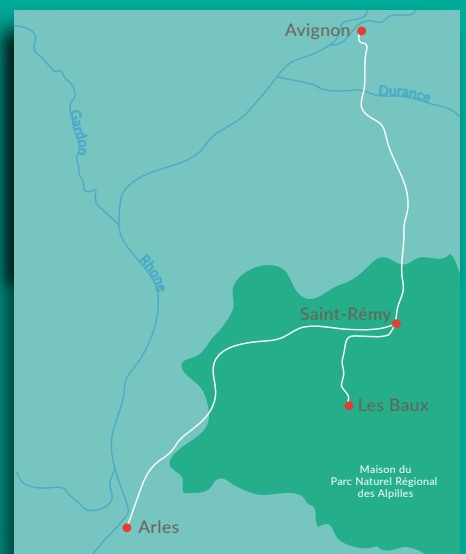 Avignon
Durance
Gardon
Rhone
Saint-Rémy
Les Baux
Maison du
Parc Naturel Régional
des Alpilles
Arles